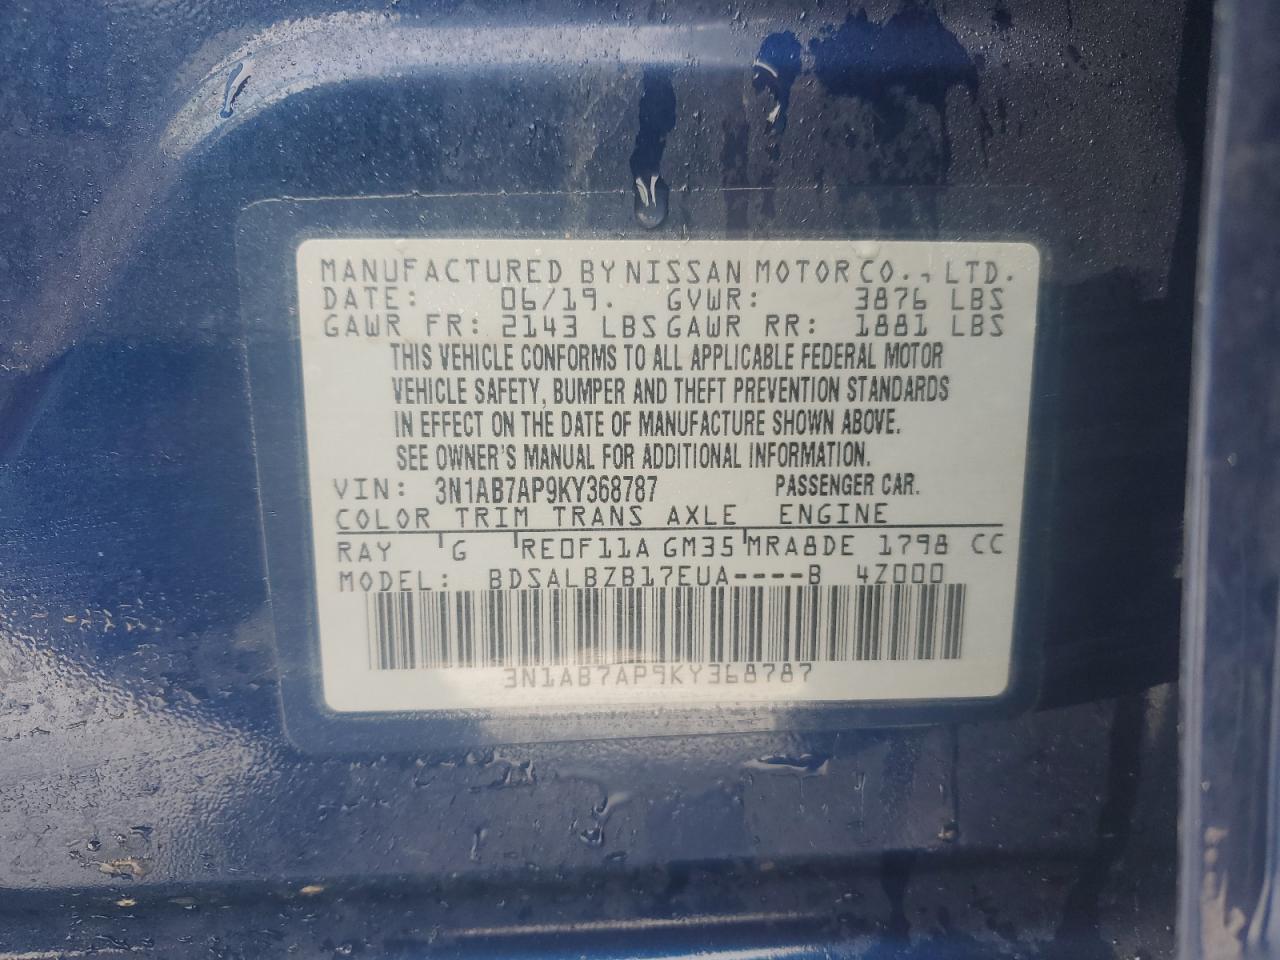 MANUFACTURED BY NISSAN MOTOR CO., LTD.
DATE: 06/19. GVWR: 3876 LBS
GAWR FR: 2143 LBS GAWR RR: 1881 LBS
THIS VEHICLE CONFORMS TO ALL APPLICABLE FEDERAL MOTOR
VEHICLE SAFETY, BUMPER AND THEFT PREVENTION STANDARDS
IN EFFECT ON THE DATE OF MANUFACTURE SHOWN ABOVE.
SEE OWNER'S MANUAL FOR ADDITIONAL INFORMATION.
VIN: 3N1AB7AP9KY368787 PASSENGER CAR.
COLOR TRIM TRANS AXLE ENGINE
RAY G RE0F11A GM35 MRA8DE 1798 CC
MODEL: BDSALBZB17EUA----B 4Z000
3N1AB7AP9KY368787